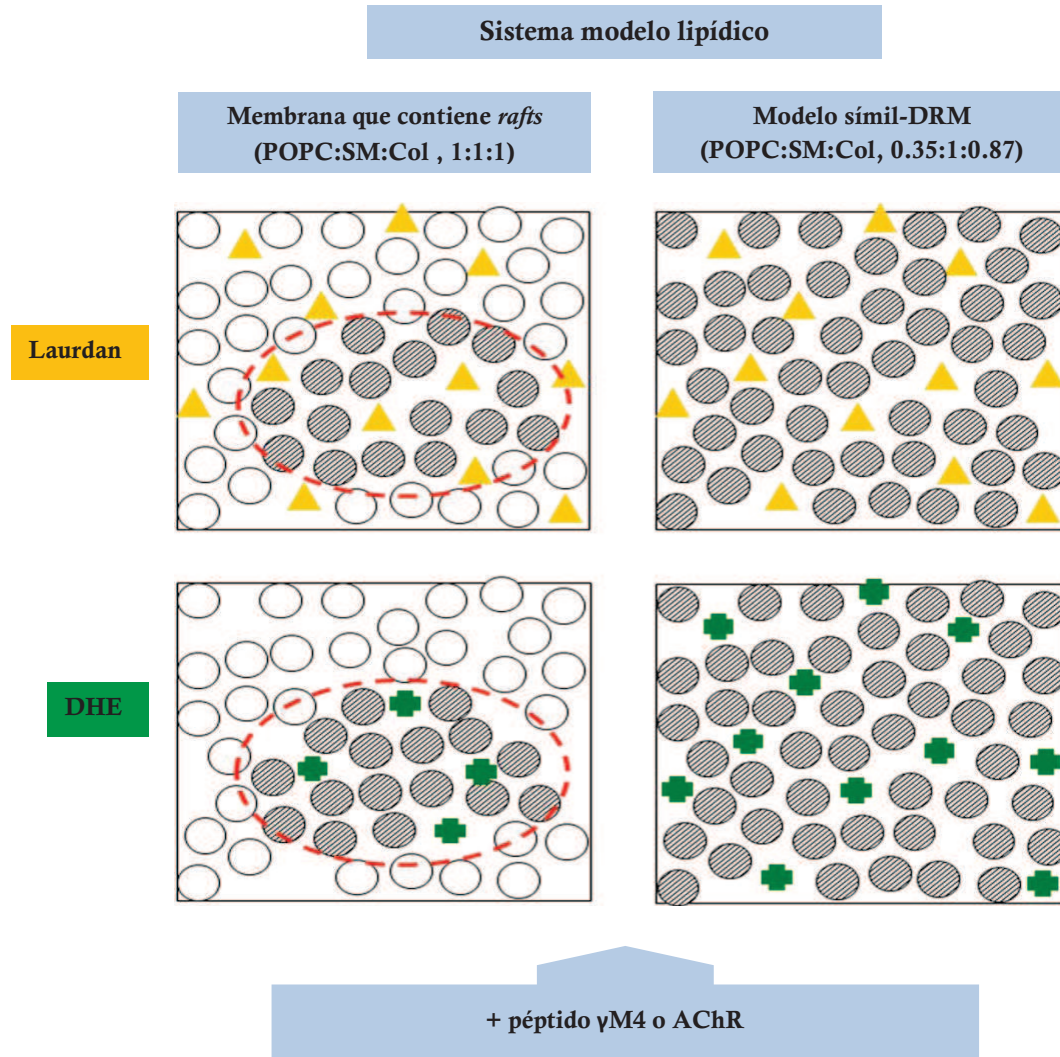 Sistema modelo lipídico
Membrana que contiene rafts
(POPC:SM:Col , 1:1:1)
Modelo símil-DRM
(POPC:SM:Col, 0.35:1:0.87)
Laurdan
DHE
+ péptido γM4 o AChR